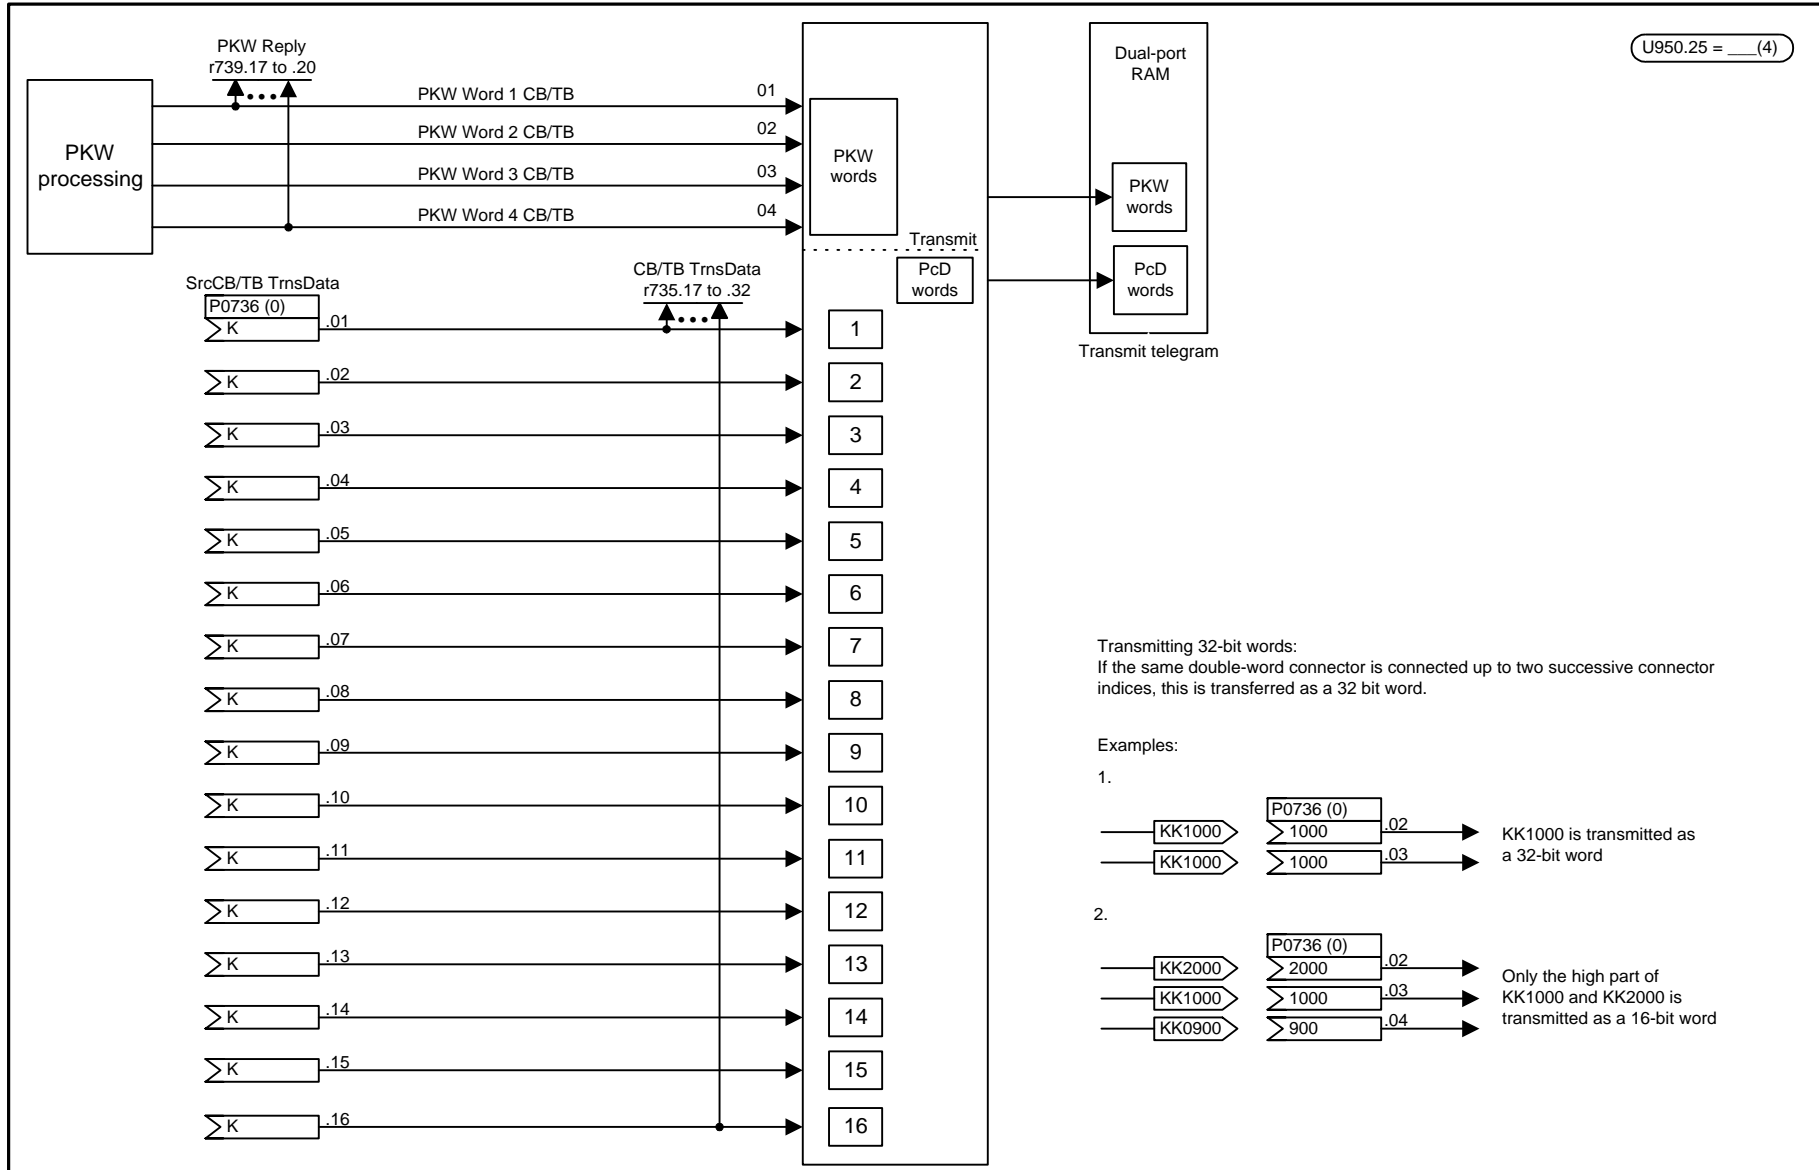 U950.25 = ___(4)
PKW Reply
r739.17 to .20
PKW
processing
PKW Word 1 CB/TB
01
PKW Word 2 CB/TB
02
PKW Word 3 CB/TB
03
PKW Word 4 CB/TB
04
PKW
words
Transmit
PcD
words
Dual-port
RAM
PKW
words
PcD
words
Transmit telegram
SrcCB/TB TrnsData
P0736 (0)
CB/TB TrnsData
r735.17 to .32
K .01 1
K .02 2
K .03 3
K .04 4
K .05 5
K .06 6
K .07 7
K .08 8
K .09 9
K .10 10
K .11 11
K .12 12
K .13 13
K .14 14
K .15 15
K .16 16
Transmitting 32-bit words:
If the same double-word connector is connected up to two successive connector
indices, this is transferred as a 32 bit word.
Examples:
1.
P0736 (0)
KK1000 1000 .02
KK1000 1000 .03
KK1000 is transmitted as
a 32-bit word
2.
P0736 (0)
KK2000 2000 .02
KK1000 1000 .03
KK0900 900 .04
Only the high part of
KK1000 and KK2000 is
transmitted as a 16-bit word